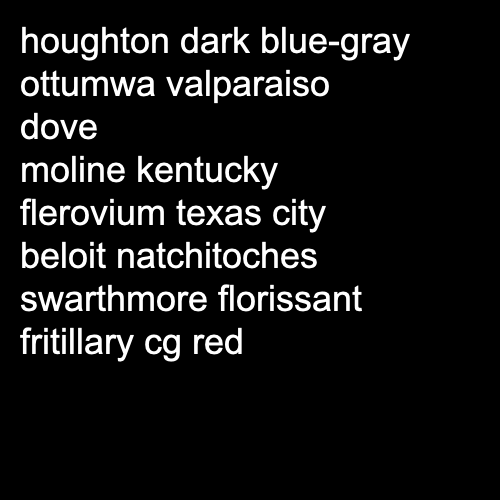 houghton dark blue-gray
ottumwa valparaiso
dove
moline kentucky
flerovium texas city
beloit natchitoches
swarthmore florissant
fritillary cg red